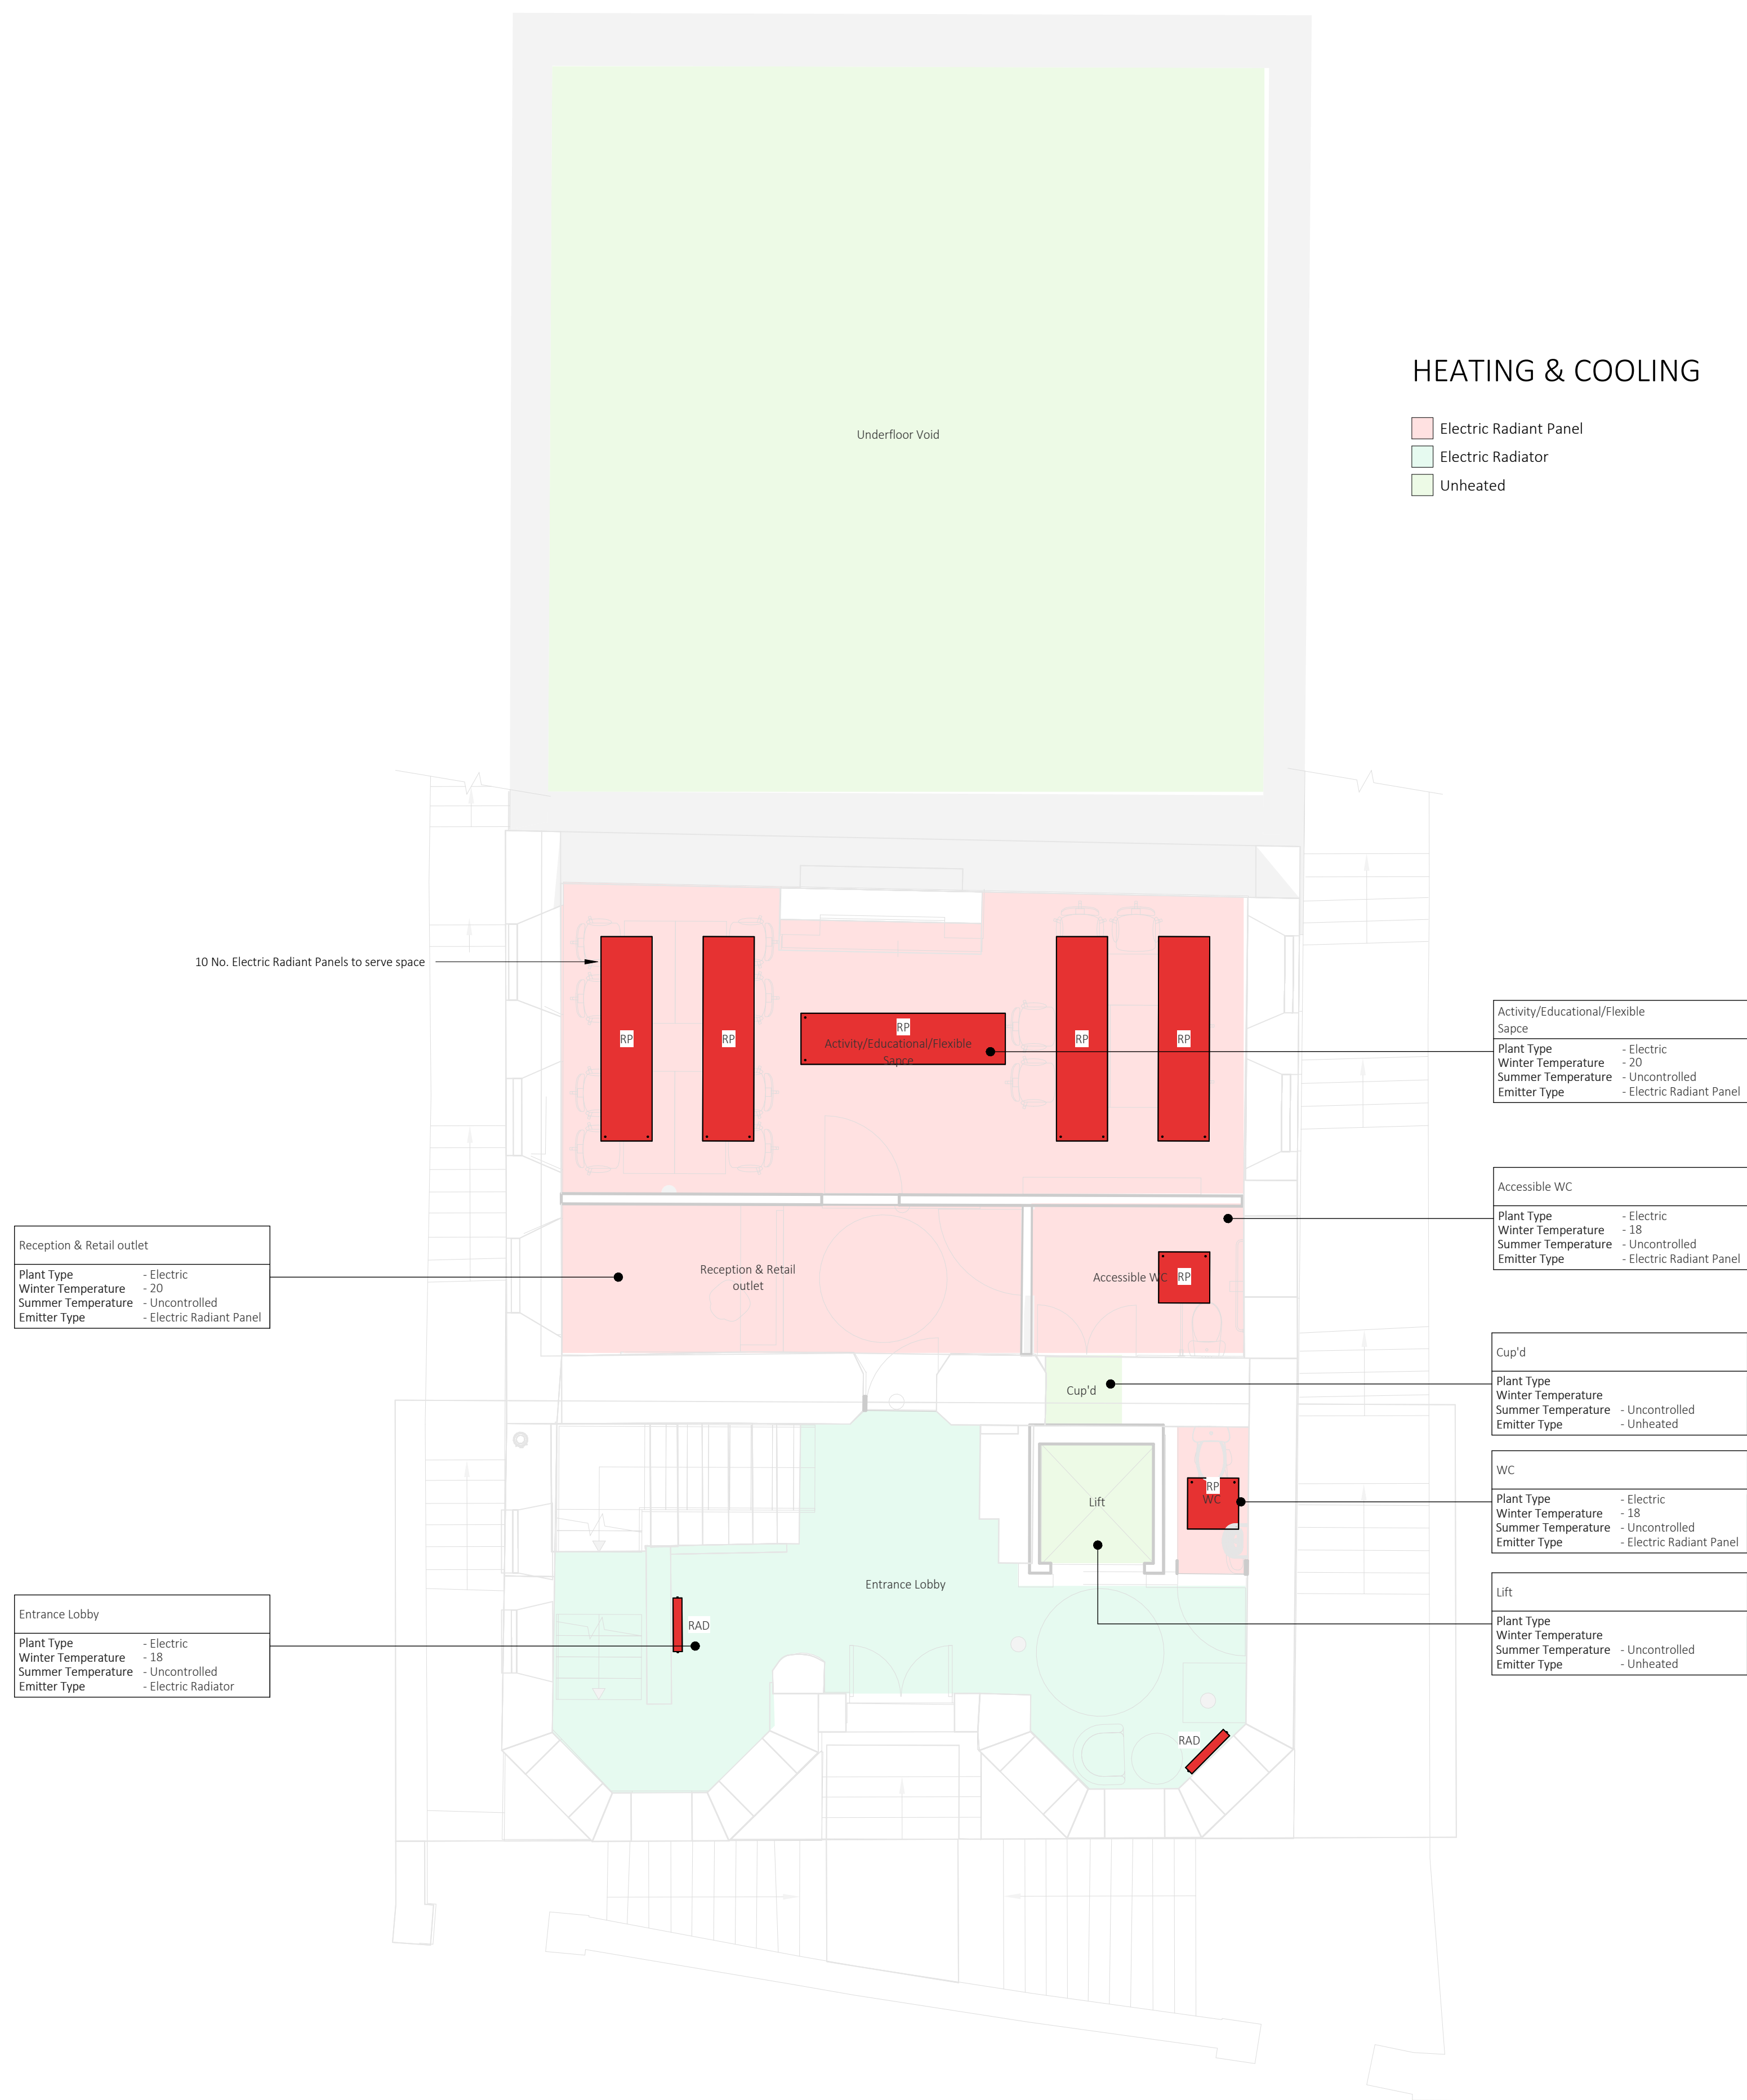 Underfloor Void
HEATING & COOLING
Electric Radiant Panel
Electric Radiator
Unheated
10 No. Electric Radiant Panels to serve space
RP
RP
RP
Activity/Educational/Flexible
Sapce
RP
RP
Activity/Educational/Flexible
Sapce
Plant Type - Electric
Winter Temperature - 20
Summer Temperature - Uncontrolled
Emitter Type - Electric Radiant Panel
Accessible WC
Plant Type - Electric
Winter Temperature - 18
Summer Temperature - Uncontrolled
Emitter Type - Electric Radiant Panel
Reception & Retail outlet
Plant Type - Electric
Winter Temperature - 20
Summer Temperature - Uncontrolled
Emitter Type - Electric Radiant Panel
Reception & Retail
outlet
Accessible WC
RP
Cup'd
Cup'd
Plant Type
Winter Temperature
Summer Temperature - Uncontrolled
Emitter Type - Unheated
Lift
RP
WC
WC
Plant Type - Electric
Winter Temperature - 18
Summer Temperature - Uncontrolled
Emitter Type - Electric Radiant Panel
Entrance Lobby
Lift
Plant Type
Winter Temperature
Summer Temperature - Uncontrolled
Emitter Type - Unheated
Entrance Lobby
Plant Type - Electric
Winter Temperature - 18
Summer Temperature - Uncontrolled
Emitter Type - Electric Radiator
RAD
RAD